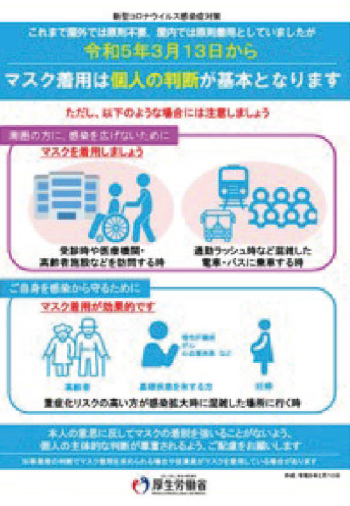 新型コロナウイルス感染症対策
これまで屋外では原則不要、屋内では原則着用としていましたが
令和5年3月13日から
マスク着用は個人の判断が基本となります
ただし、以下のような場合には注意しましょう
周囲の方に、感染を広げないために
マスクを着用しましょう
受診時や医療機関・
高齢者施設などを訪問する時
通勤ラッシュ時など混雑した
電車・バスに乗車する時
ご自身を感染から守るために
マスク着用が効果的です
高齢者
基礎疾患を有する方
妊婦
重症化リスクの高い方が感染拡大時に混雑した場所に行く時
本人の意思に反してマスクの着脱を強いることがないよう、
個人の主体的な判断が尊重されるよう、ご配慮をお願いします
厚生労働省